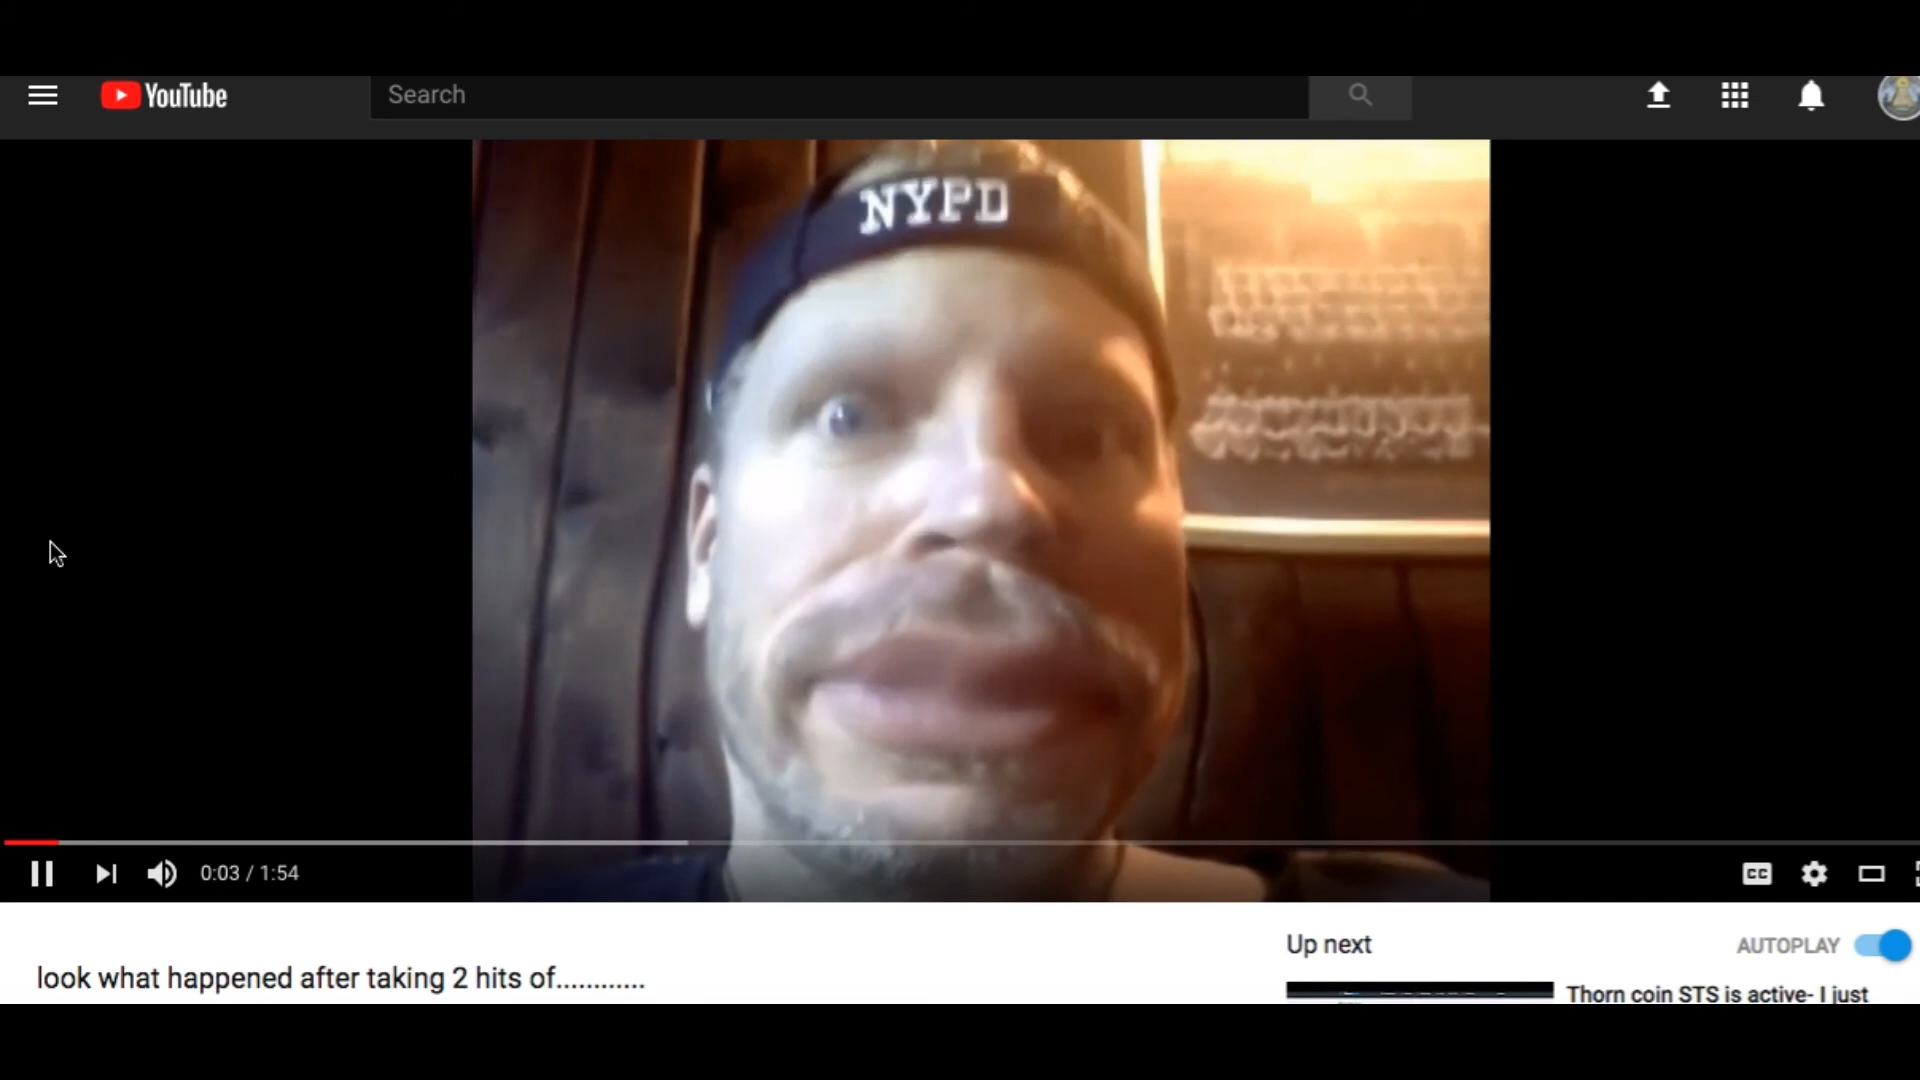 YouTube
Search
NYPD
0:03 / 1:54
CC
Up next
AUTOPLAY
look what happened after taking 2 hits of............
Thorn coin STS is active- I just